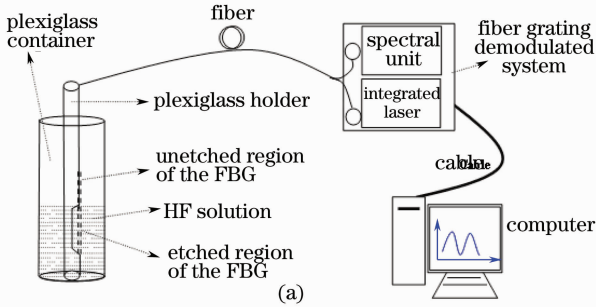 plexiglass
container
fiber
spectral
unit
integrated
laser
fiber grating
demodulated
system
plexiglass holder
unetched region
of the FBG
HF solution
etched region
of the FBG
cable
computer
(a)